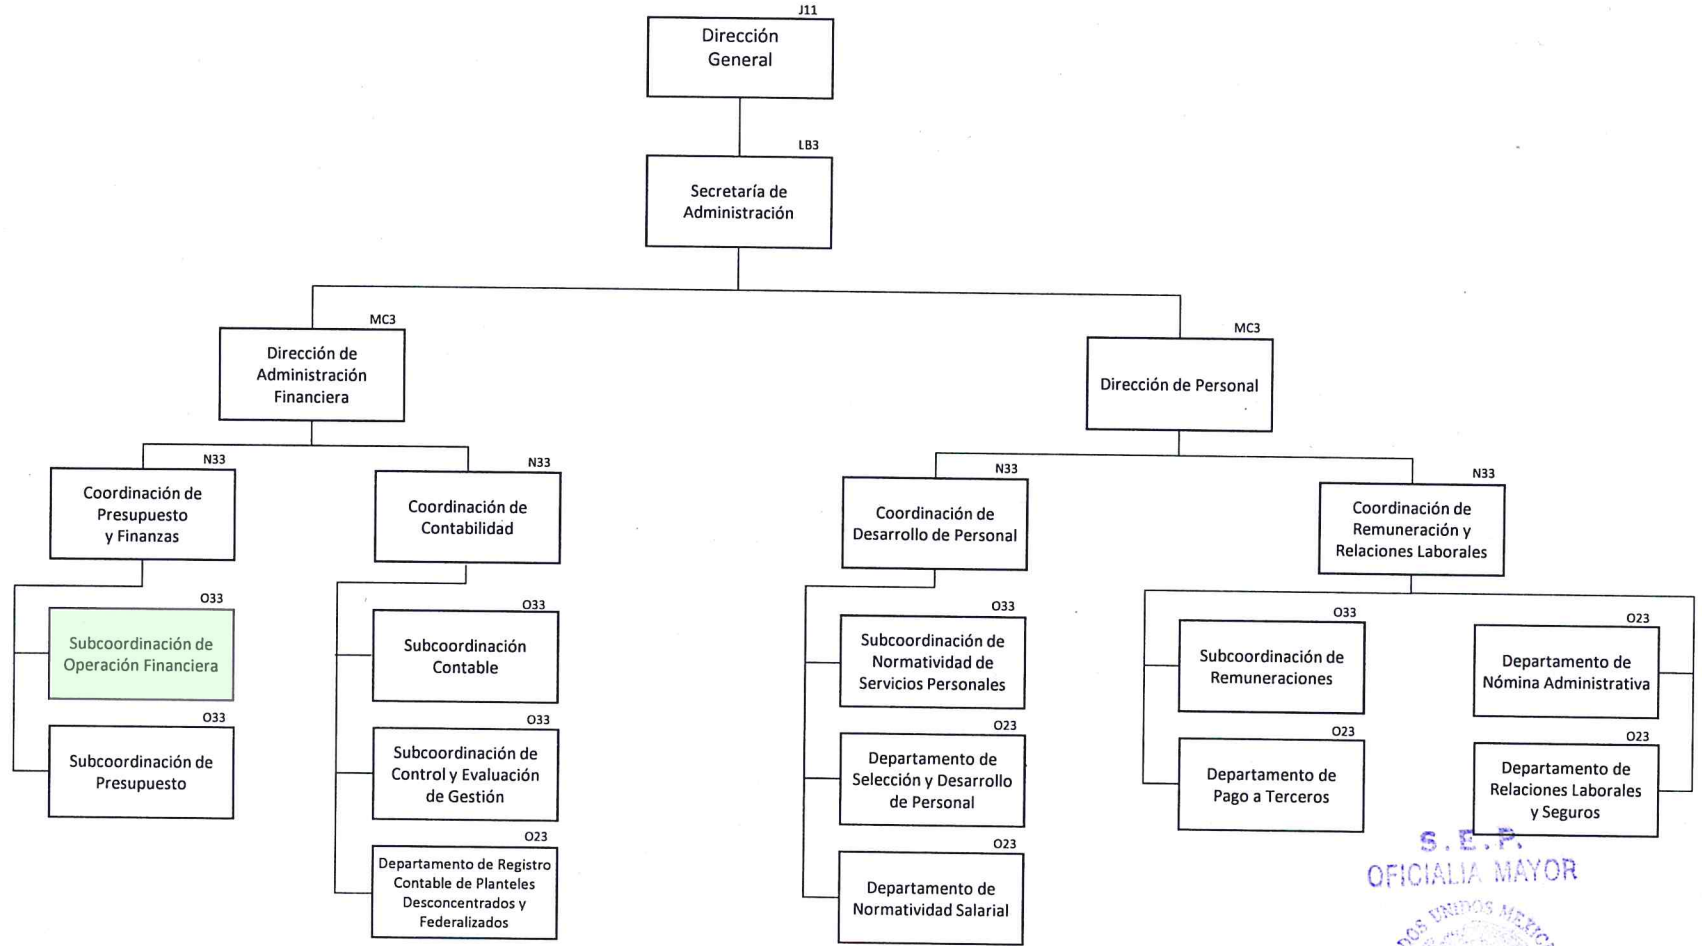 J11
Dirección
General
LB3
Secretaría de
Administración
MC3
Dirección de
Administración
Financiera
MC3
Dirección de Personal
N33
Coordinación de
Presupuesto
y Finanzas
N33
Coordinación de
Contabilidad
N33
Coordinación de
Desarrollo de Personal
N33
Coordinación de
Remuneración y
Relaciones Laborales
O33
Subcoordinación de
Operación Financiera
O33
Subcoordinación de
Presupuesto
O33
Subcoordinación
Contable
O33
Subcoordinación de
Control y Evaluación
de Gestión
O23
Departamento de Registro
Contable de Planteles
Desconcentrados y
Federalizados
O33
Subcoordinación de
Normatividad de
Servicios Personales
O23
Departamento de
Selección y Desarrollo
de Personal
O23
Departamento de
Normatividad Salarial
O33
Subcoordinación de
Remuneraciones
O23
Departamento de
Pago a Terceros
O23
Departamento de
Nómina Administrativa
O23
Departamento de
Relaciones Laborales
y Seguros
S.E.P.
OFICIALIA MAYOR
UNIDOS